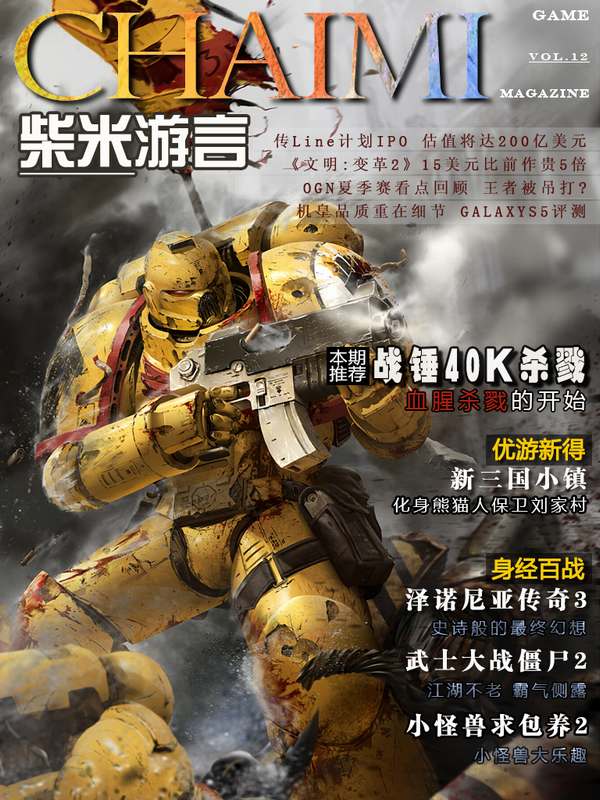 CHAIMI
GAME
VOL.12
MAGAZINE
柴米游言
传Line计划IPO 估值将达200亿美元
《文明:变革2》15美元比前作贵5倍
OGN夏季赛看点回顾 王者被吊打?
机皇品质重在细节 GALAXYS5评测
本期
推荐
战锤40K杀戮
血腥杀戮的开始
优游新得
新三国小镇
化身熊猫人保卫刘家村
身经百战
泽诺尼亚传奇3
史诗般的最终幻想
武士大战僵尸2
江湖不老 霸气侧露
小怪兽求包养2
小怪兽大乐趣